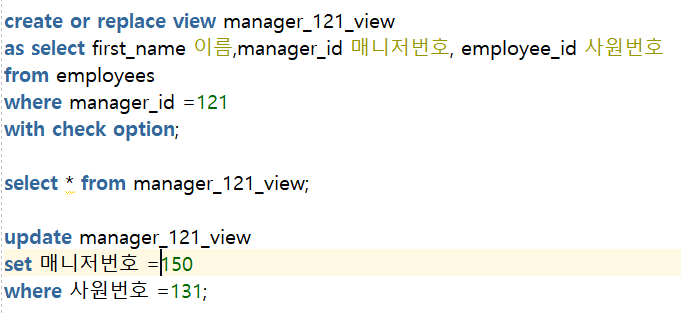 create or replace view manager_121_view
as select first_name 이름,manager_id 매니저번호, employee_id 사원번호
from employees
where manager_id =121
with check option;
select * from manager_121_view;
update manager_121_view
set 매니저번호 =150
where 사원번호 =131;